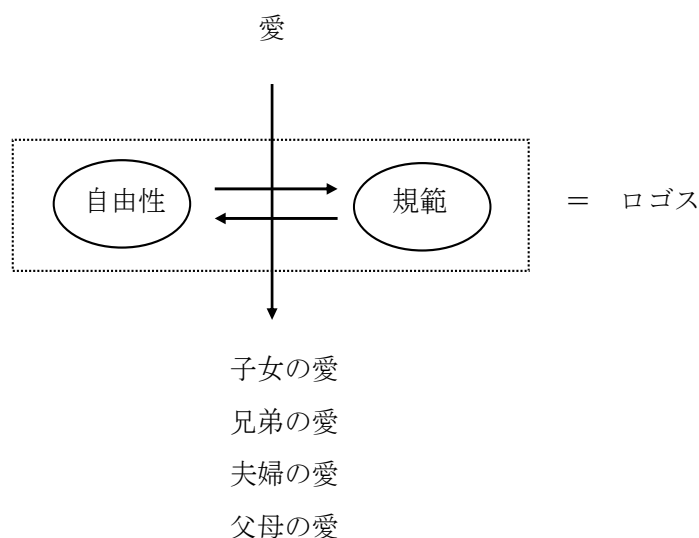 愛
自由性 規範 = ロゴス
子女の愛
兄弟の愛
夫婦の愛
父母の愛